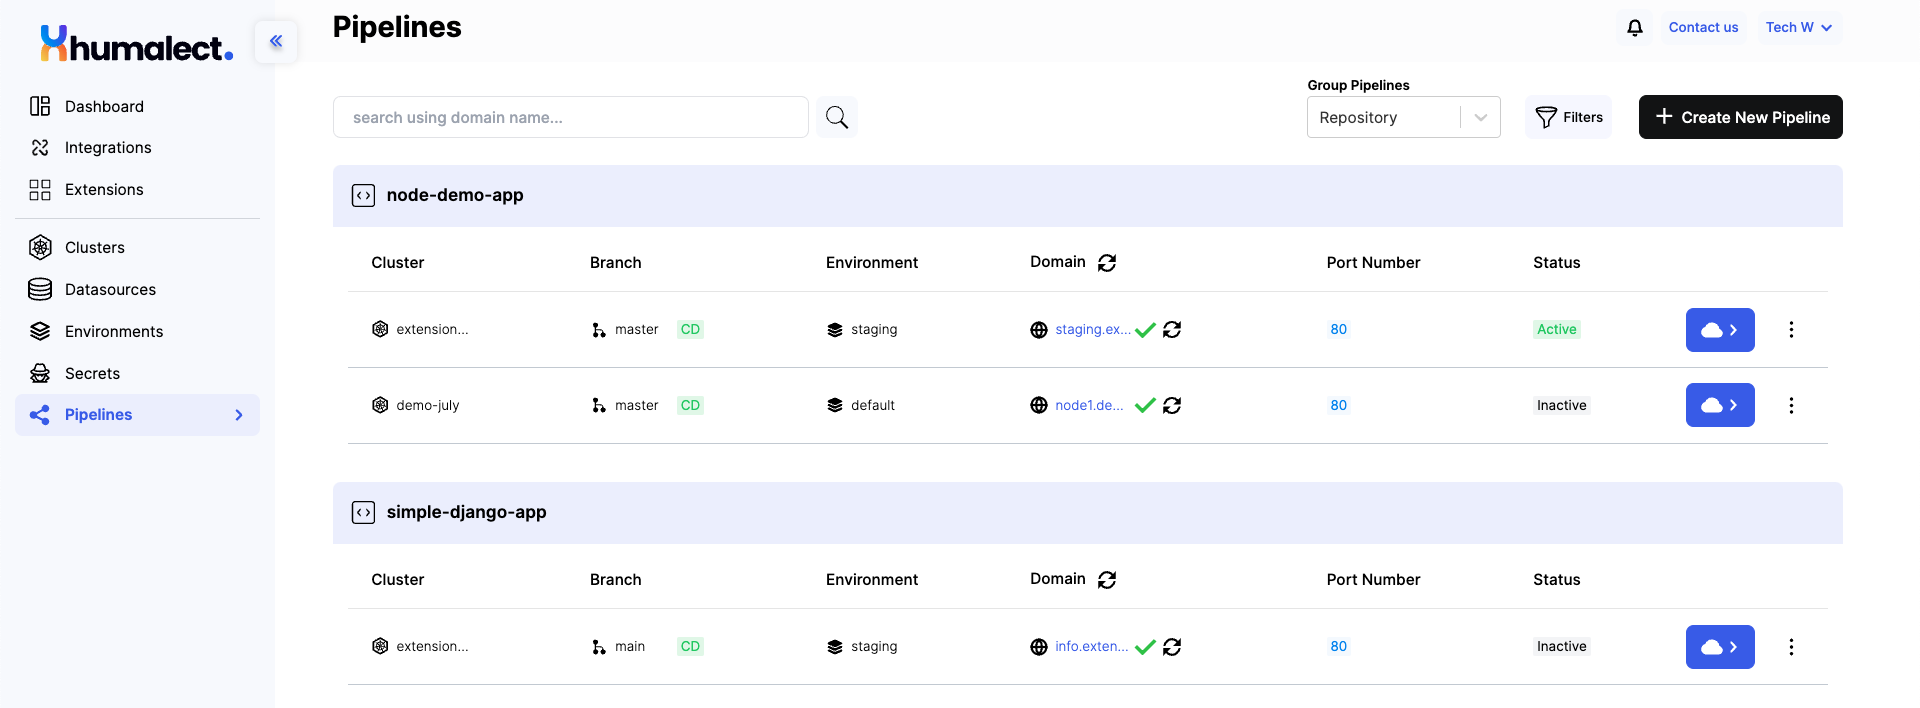 humalect.
Pipelines
Contact us
Tech W
Dashboard
Integrations
Extensions
Clusters
Datasources
Environments
Secrets
Pipelines
search using domain name...
Group Pipelines
Repository
Filters
Create New Pipeline
node-demo-app
Cluster Branch Environment Domain Port Number Status
extension... master CD staging staging.ex... 80 Active
demo-july master CD default node1.de... 80 Inactive
simple-django-app
Cluster Branch Environment Domain Port Number Status
extension... main CD staging info.exten... 80 Inactive